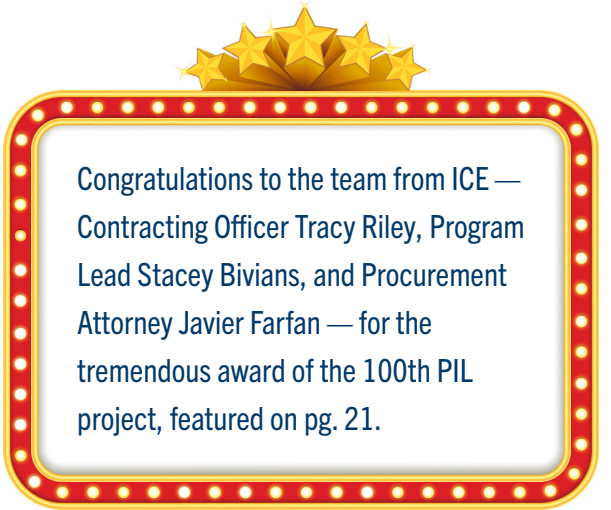 Congratulations to the team from ICE —
Contracting Officer Tracy Riley, Program
Lead Stacey Bivians, and Procurement
Attorney Javier Farfan — for the
tremendous award of the 100th PIL
project, featured on pg. 21.